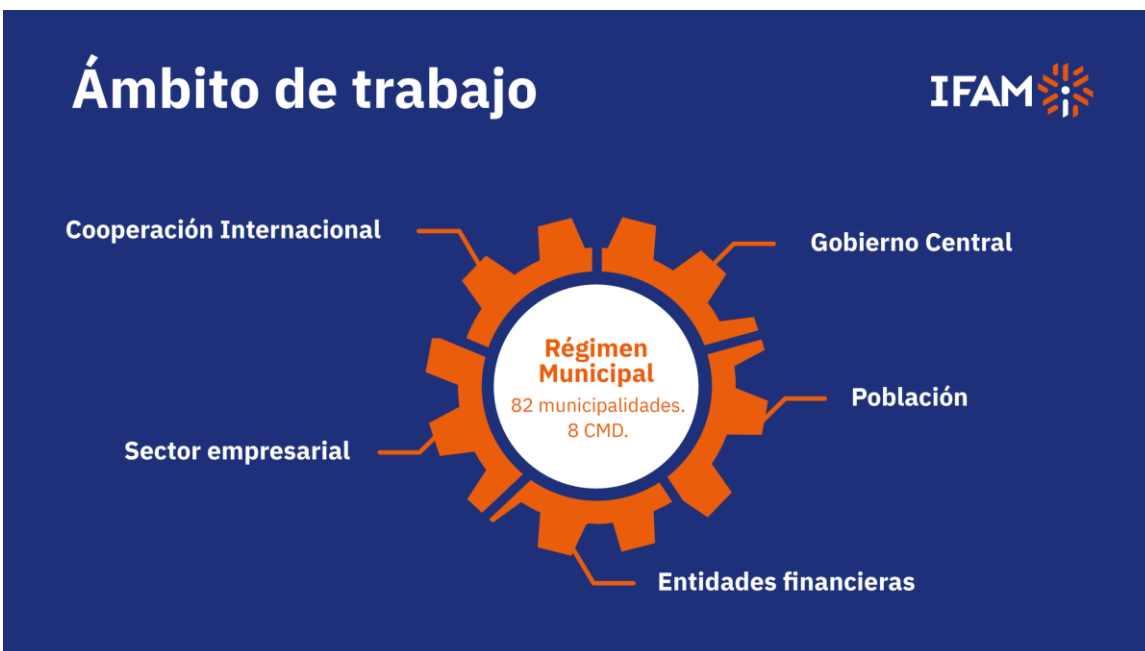 Ámbito de trabajo
IFAM
Cooperación Internacional
Gobierno Central
Régimen
Municipal
82 municipalidades.
8 CMD.
Población
Sector empresarial
Entidades financieras